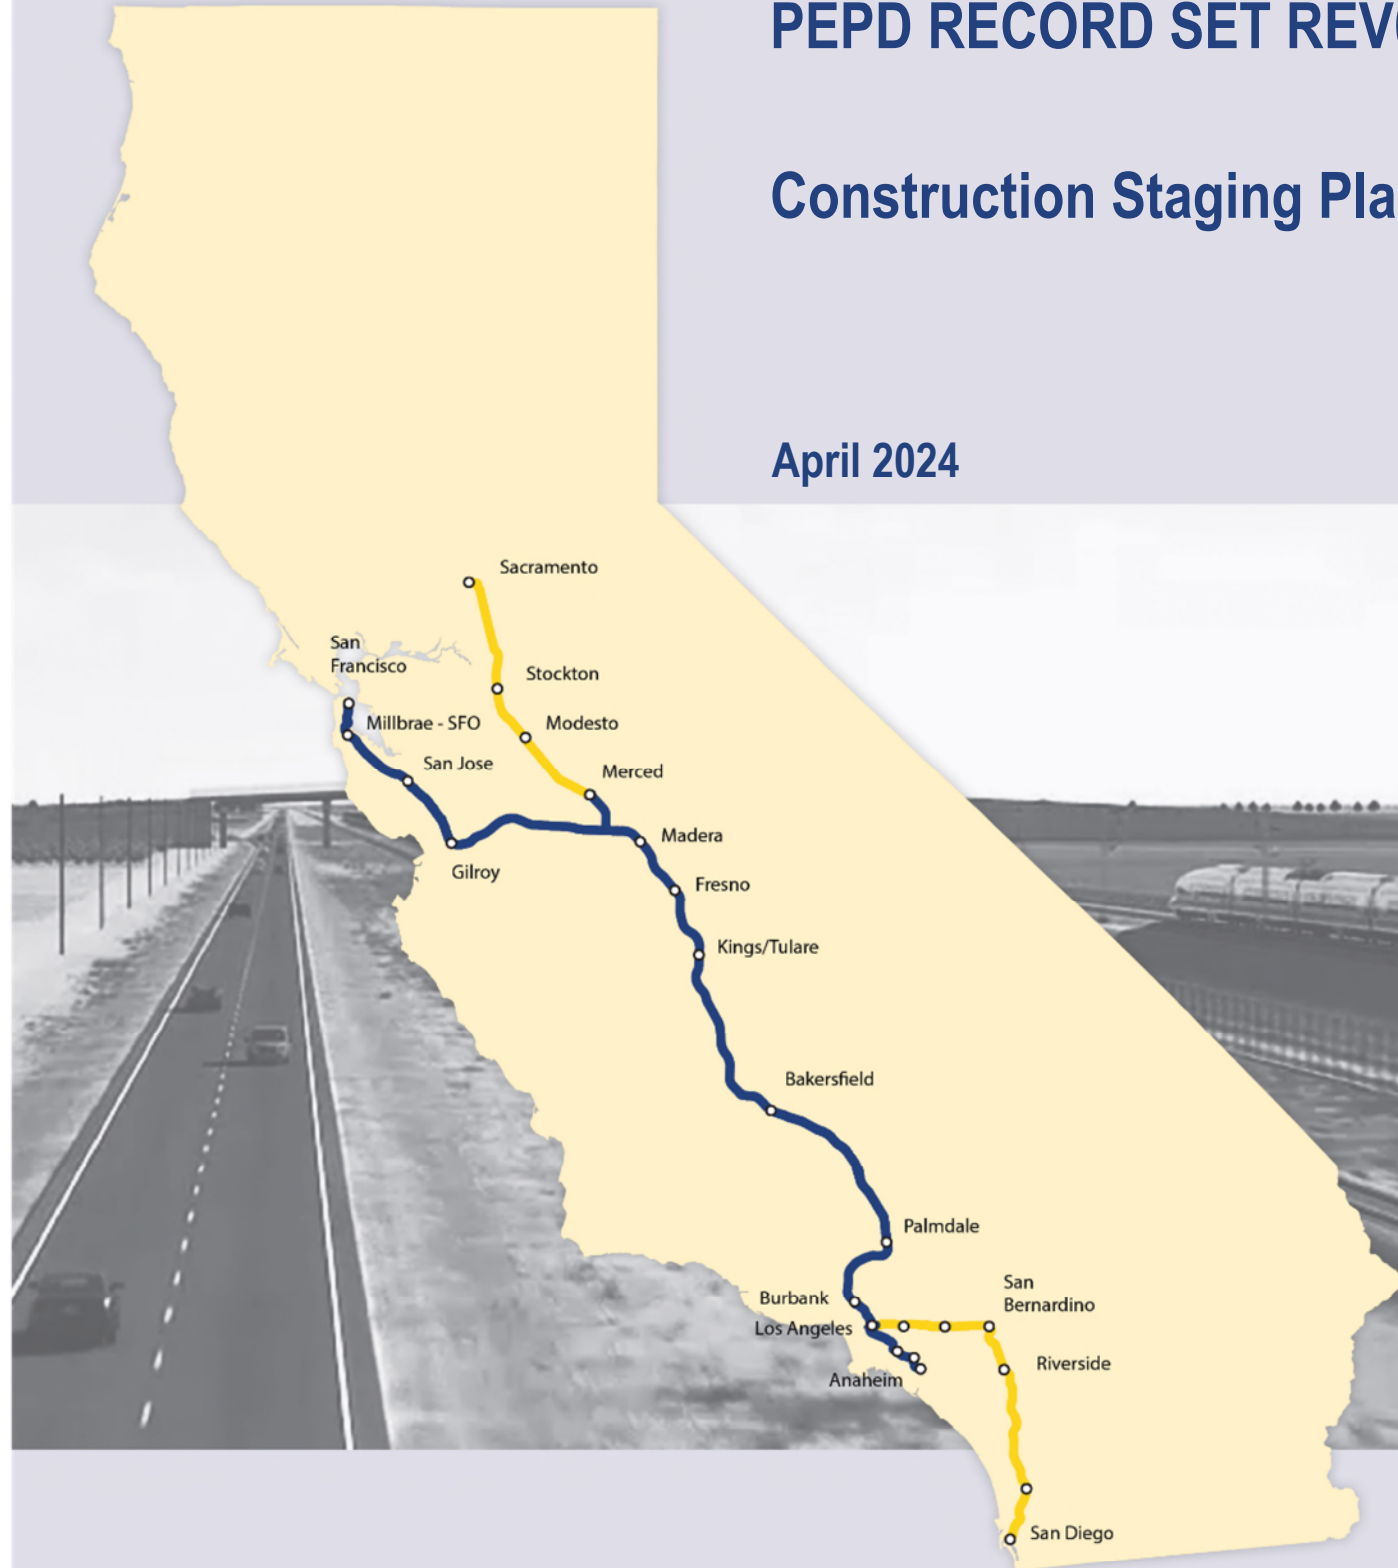 PEPD RECORD SET REV
Construction Staging Pla
April 2024
Sacramento
San
Francisco
Stockton
Millbrae - SFO
Modesto
San Jose
Merced
Madera
Gilroy
Fresno
Kings/Tulare
Bakersfield
Palmdale
San
Bernardino
Burbank
Los Angeles
Riverside
Anaheim
San Diego